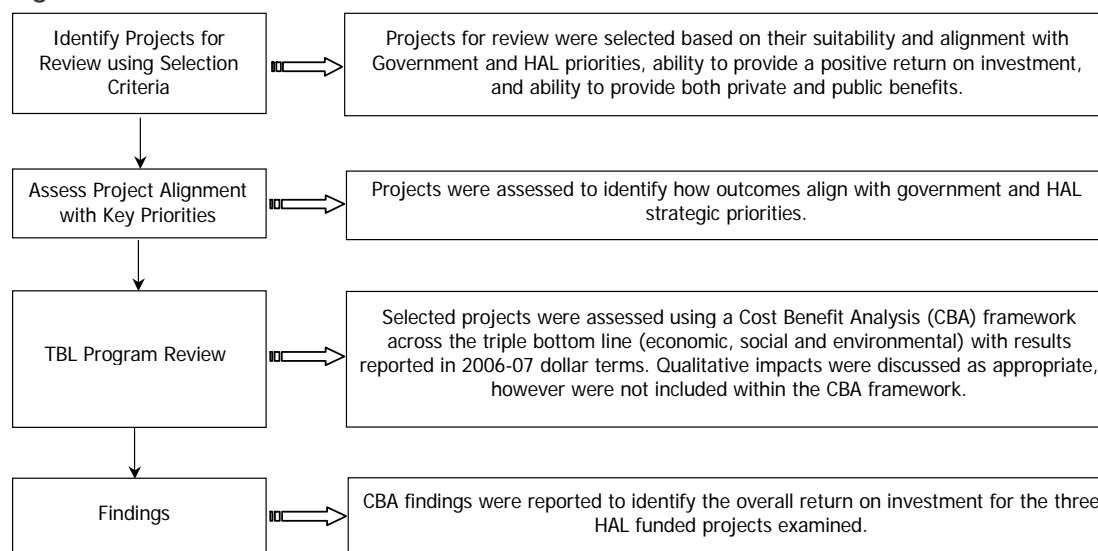 Identify Projects for
Review using Selection
Criteria
Projects for review were selected based on their suitability and alignment with
Government and HAL priorities, ability to provide a positive return on investment,
and ability to provide both private and public benefits.
Assess Project Alignment
with Key Priorities
Projects were assessed to identify how outcomes align with government and HAL
strategic priorities.
TBL Program Review
Selected projects were assessed using a Cost Benefit Analysis (CBA) framework
across the triple bottom line (economic, social and environmental) with results
reported in 2006-07 dollar terms. Qualitative impacts were discussed as appropriate,
however were not included within the CBA framework.
Findings
CBA findings were reported to identify the overall return on investment for the three
HAL funded projects examined.